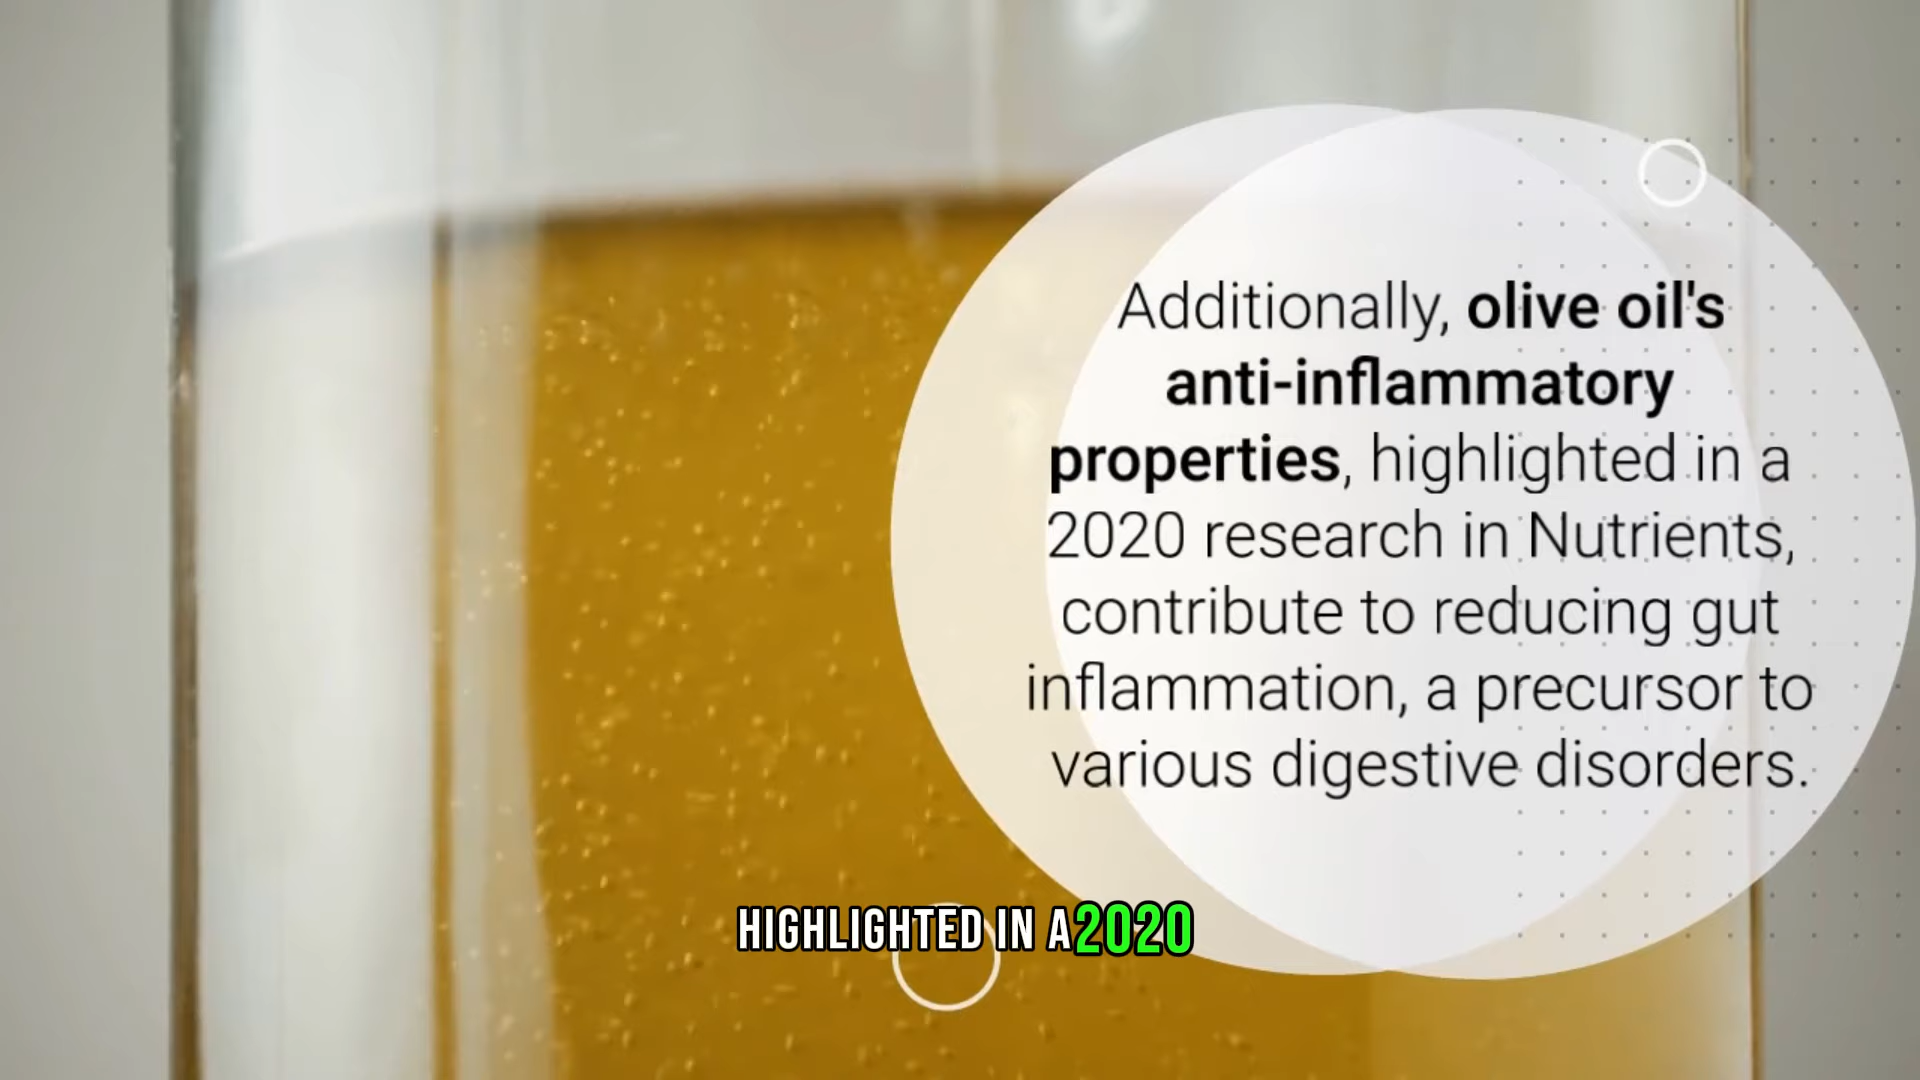 Additionally, olive oil's
anti-inflammatory
properties, highlighted in a
2020 research in Nutrients,
contribute to reducing gut
inflammation, a precursor to
various digestive disorders.
HIGHLIGHTED IN A 2020